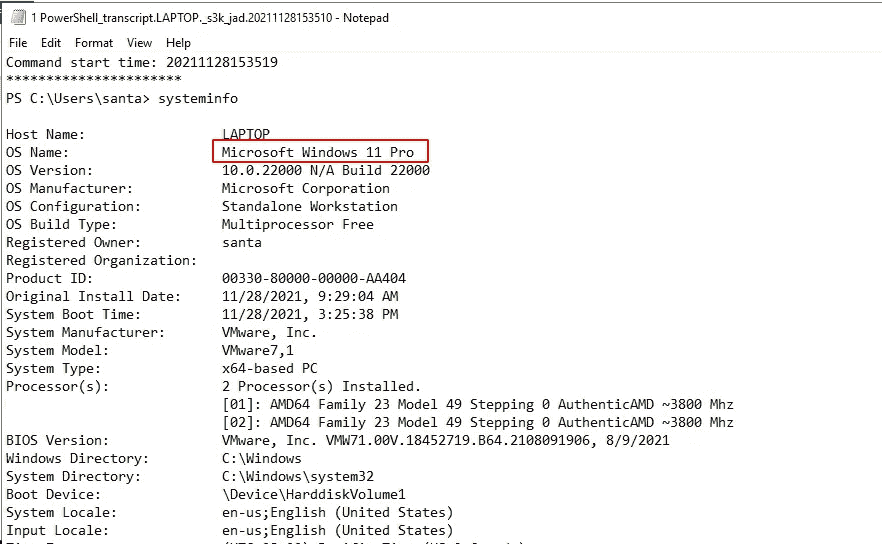 1 PowerShell_transcript.LAPTOP._s3k_jad.20211128153510 - Notepad
File Edit Format View Help
Command start time: 20211128153519
**********************
PS C:\Users\santa> systeminfo
Host Name: LAPTOP
OS Name: Microsoft Windows 11 Pro
OS Version: 10.0.22000 N/A Build 22000
OS Manufacturer: Microsoft Corporation
OS Configuration: Standalone Workstation
OS Build Type: Multiprocessor Free
Registered Owner: santa
Registered Organization:
Product ID: 00330-80000-00000-AA404
Original Install Date: 11/28/2021, 9:29:04 AM
System Boot Time: 11/28/2021, 3:25:38 PM
System Manufacturer: VMware, Inc.
System Model: VMware7,1
System Type: x64-based PC
Processor(s): 2 Processor(s) Installed.
[01]: AMD64 Family 23 Model 49 Stepping 0 AuthenticAMD ~3800 Mhz
[02]: AMD64 Family 23 Model 49 Stepping 0 AuthenticAMD ~3800 Mhz
BIOS Version: VMware, Inc. VMW71.00V.18452719.B64.2108091906, 8/9/2021
Windows Directory: C:\Windows
System Directory: C:\Windows\system32
Boot Device: \Device\HarddiskVolume1
System Locale: en-us;English (United States)
Input Locale: en-us;English (United States)